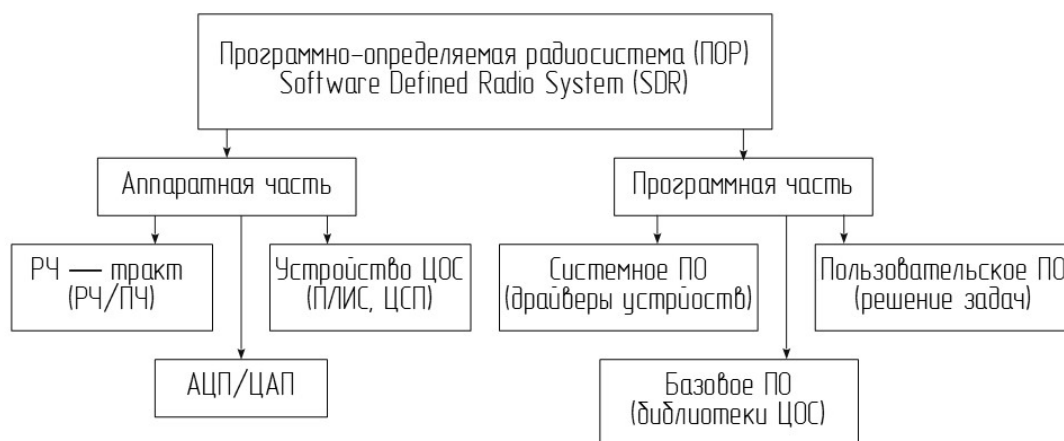 Программно-определяемая радиосистема (ПОР)
Software Defined Radio System (SDR)
Аппаратная часть
Программная часть
РЧ — тракт
(РЧ/ПЧ)
Устройство ЦОС
(ПЛИС, ЦСП)
Системное ПО
(драйверы устрйоств)
Пользовательское ПО
(решение задач)
АЦП/ЦАП
Базовое ПО
(библиотеки ЦОС)